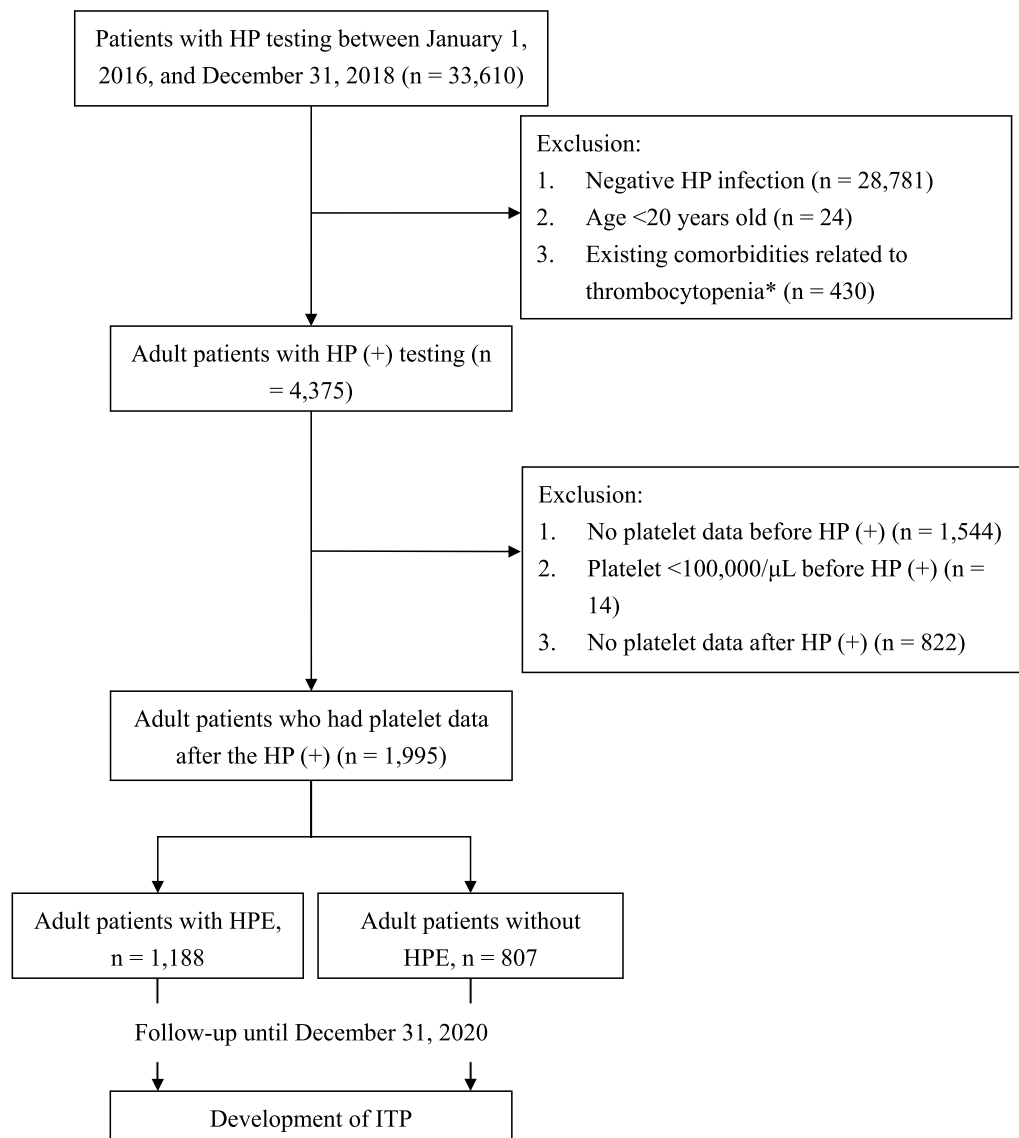 Patients with HP testing between January 1,
2016, and December 31, 2018 (n = 33,610)
Exclusion:
1. Negative HP infection (n = 28,781)
2. Age <20 years old (n = 24)
3. Existing comorbidities related to
thrombocytopenia* (n = 430)
Adult patients with HP (+) testing (n
= 4,375)
Exclusion:
1. No platelet data before HP (+) (n = 1,544)
2. Platelet <100,000/μL before HP (+) (n =
14)
3. No platelet data after HP (+) (n = 822)
Adult patients who had platelet data
after the HP (+) (n = 1,995)
Adult patients with HPE,
n = 1,188
Adult patients without
HPE, n = 807
Follow-up until December 31, 2020
Development of ITP